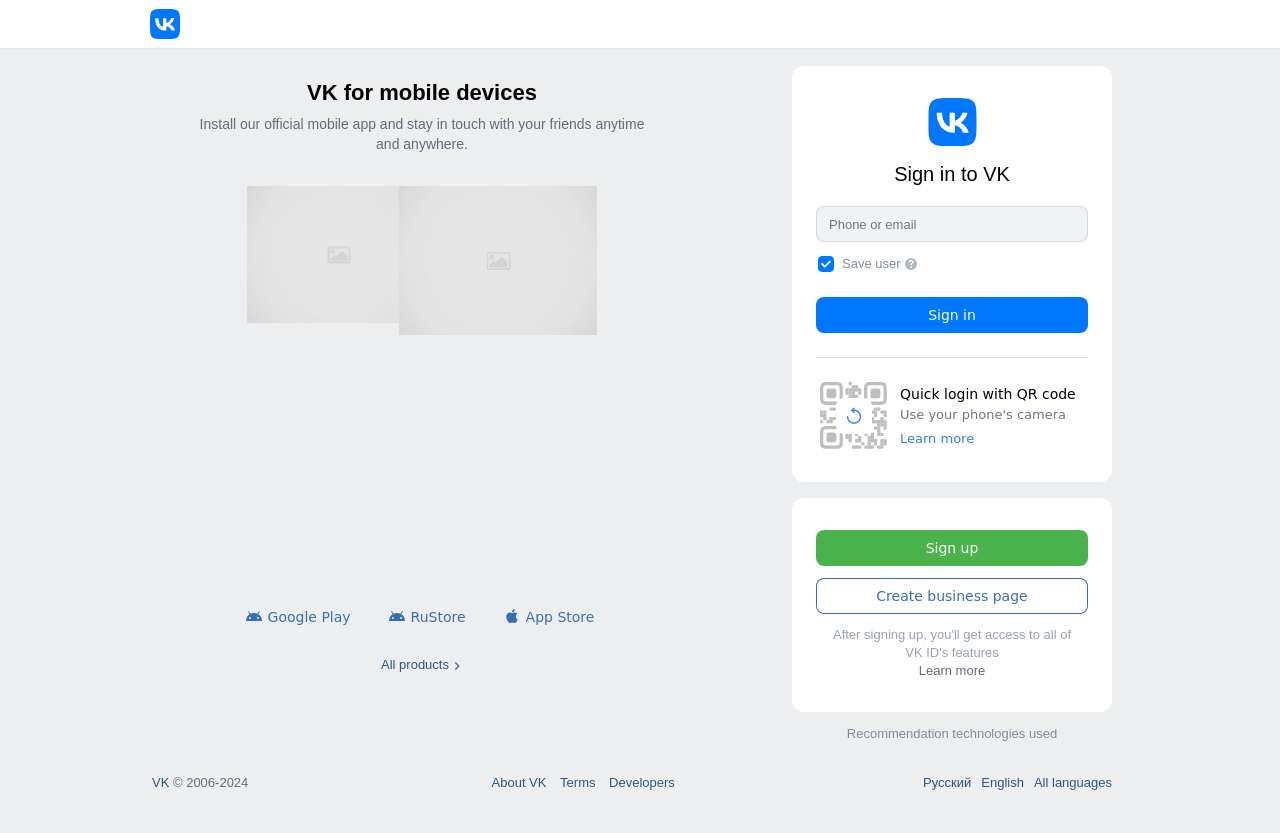 VK for mobile devices
Install our official mobile app and stay in touch with your friends anytime
and anywhere.
Google Play
RuStore
App Store
All products
Sign in to VK
Phone or email
Save user
Sign in
Quick login with QR code
Use your phone's camera
Learn more
Sign up
Create business page
After signing up, you'll get access to all of
VK ID's features
Learn more
Recommendation technologies used
VK © 2006-2024
About VK Terms Developers
Русский English All languages